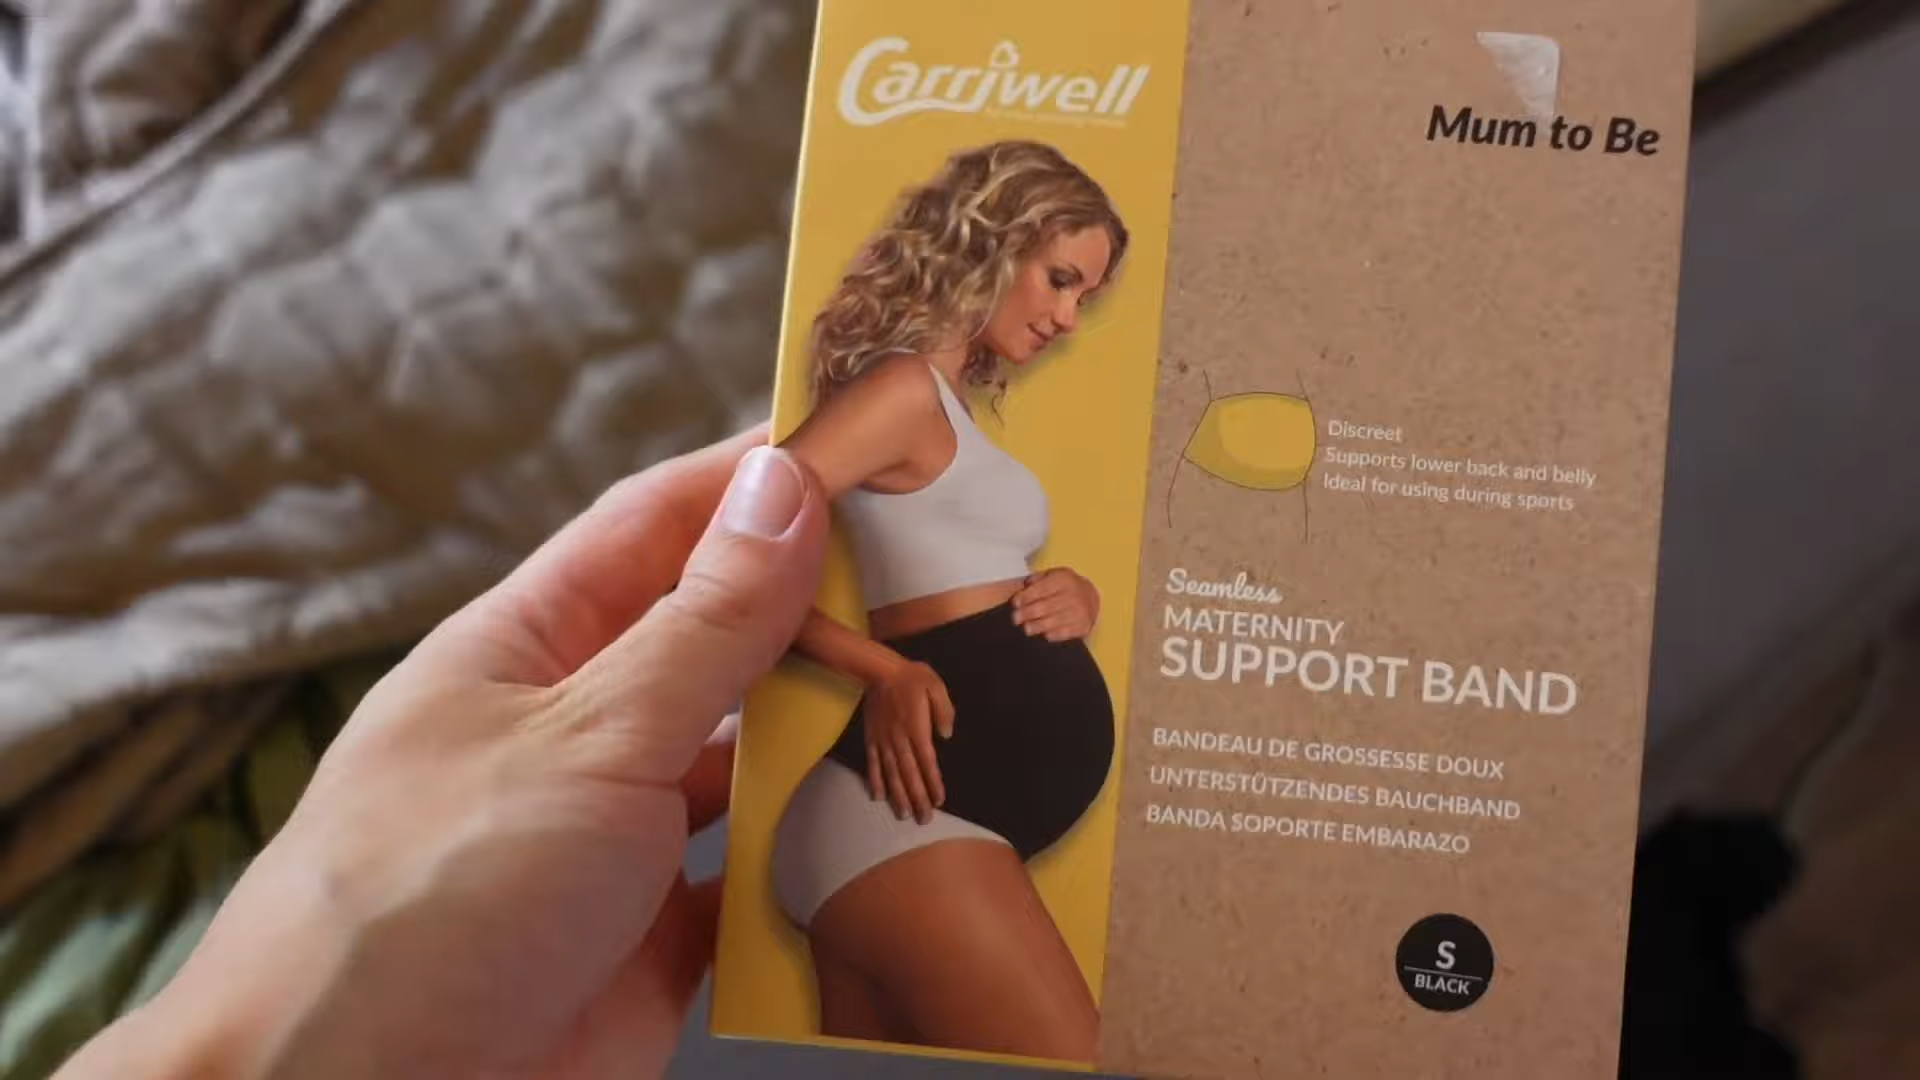 Carriwell
Mum to Be
Discreet
Supports lower back and belly
Ideal for using during sports
Seamless
MATERNITY
SUPPORT BAND
BANDEAU DE GROSSESSE DOUX
UNTERSTÜTZENDES BAUCHBAND
BANDA SOPORTE EMBARAZO
S
BLACK